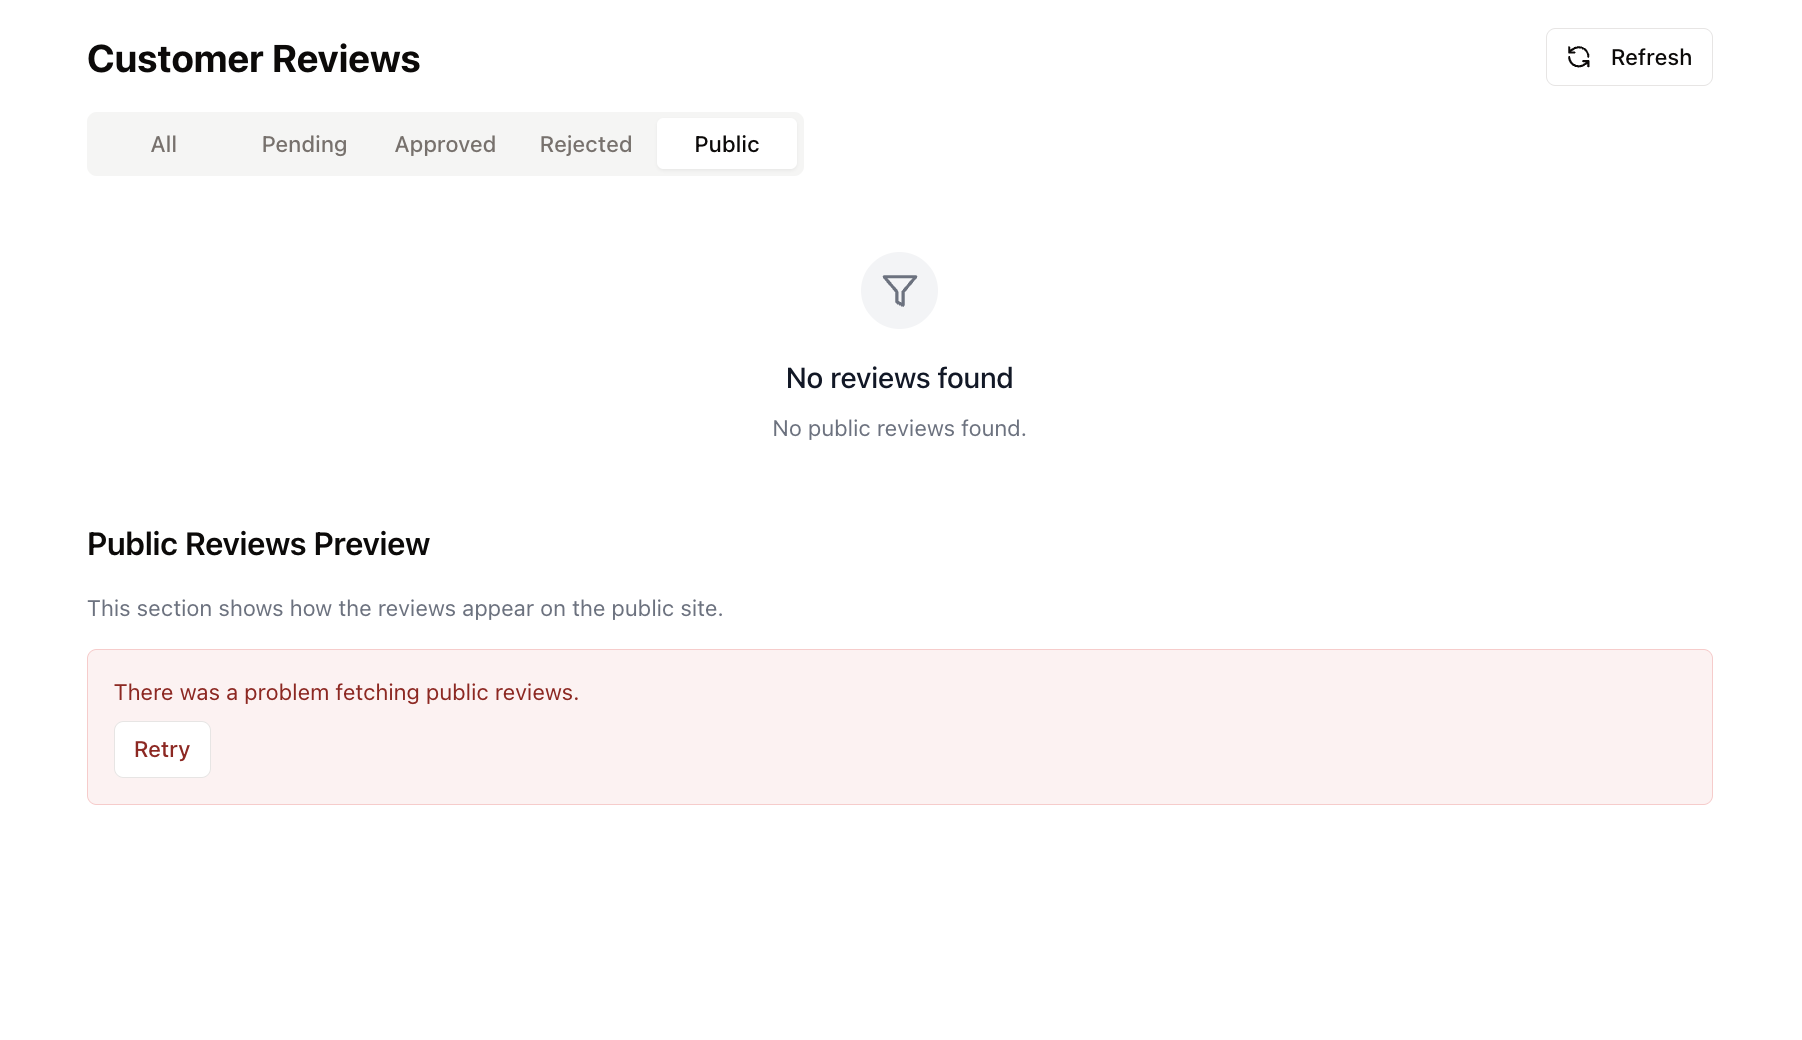 Customer Reviews
Refresh
All
Pending
Approved
Rejected
Public
No reviews found
No public reviews found.
Public Reviews Preview
This section shows how the reviews appear on the public site.
There was a problem fetching public reviews.
Retry